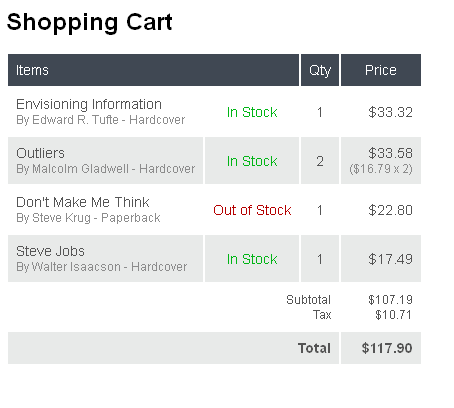 Shopping Cart
Items Qty Price
Envisioning Information
By Edward R. Tufte - Hardcover
In Stock 1 $33.32
Outliers
By Malcolm Gladwell - Hardcover
In Stock 2 $33.58
($16.79 x 2)
Don't Make Me Think
By Steve Krug - Paperback
Out of Stock 1 $22.80
Steve Jobs
By Walter Isaacson - Hardcover
In Stock 1 $17.49
Subtotal $107.19
Tax $10.71
Total $117.90